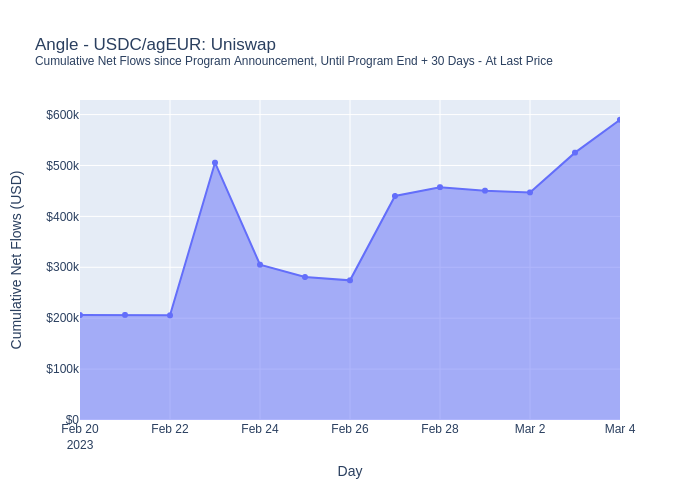 Angle - USDC/agEUR: Uniswap
Cumulative Net Flows since Program Announcement, Until Program End + 30 Days - At Last Price
Cumulative Net Flows (USD)
$600k
$500k
$400k
$300k
$200k
$100k
$0
Feb 20 Feb 22 Feb 24 Feb 26 Feb 28 Mar 2 Mar 4
2023
Day